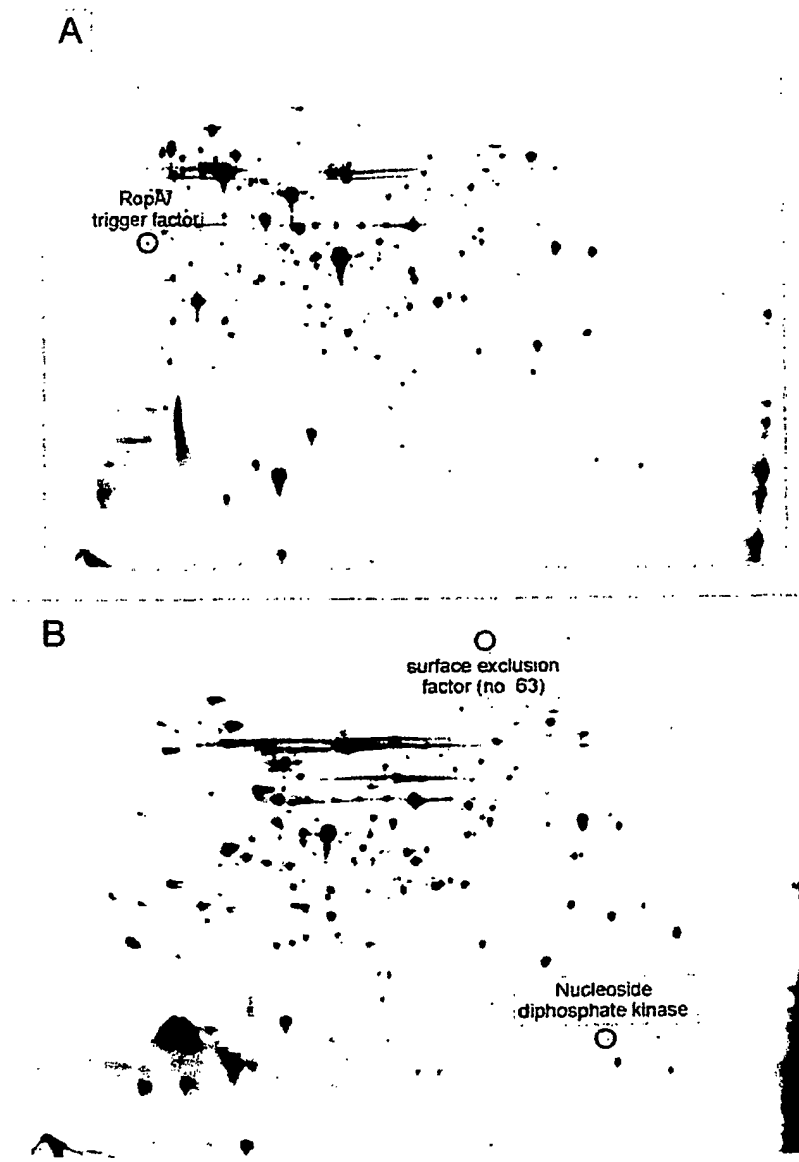 A
RopA/
trigger factor
B
surface exclusion
factor (no 63)
Nucleoside
diphosphate kinase